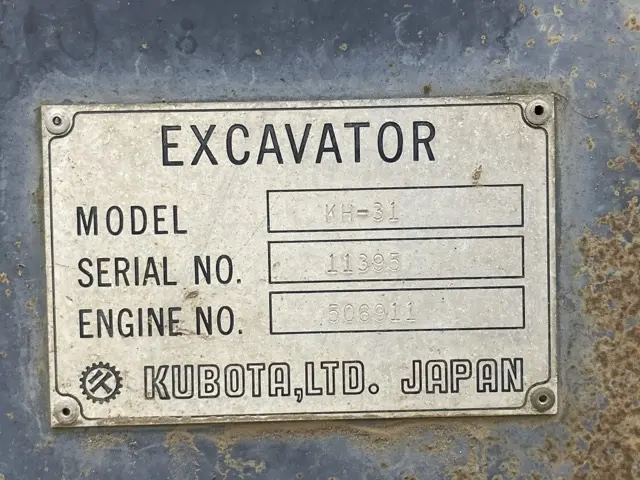 EXCAVATOR
MODEL KH-31
SERIAL NO. 11395
ENGINE NO. 506911
KUBOTA,LTD. JAPAN